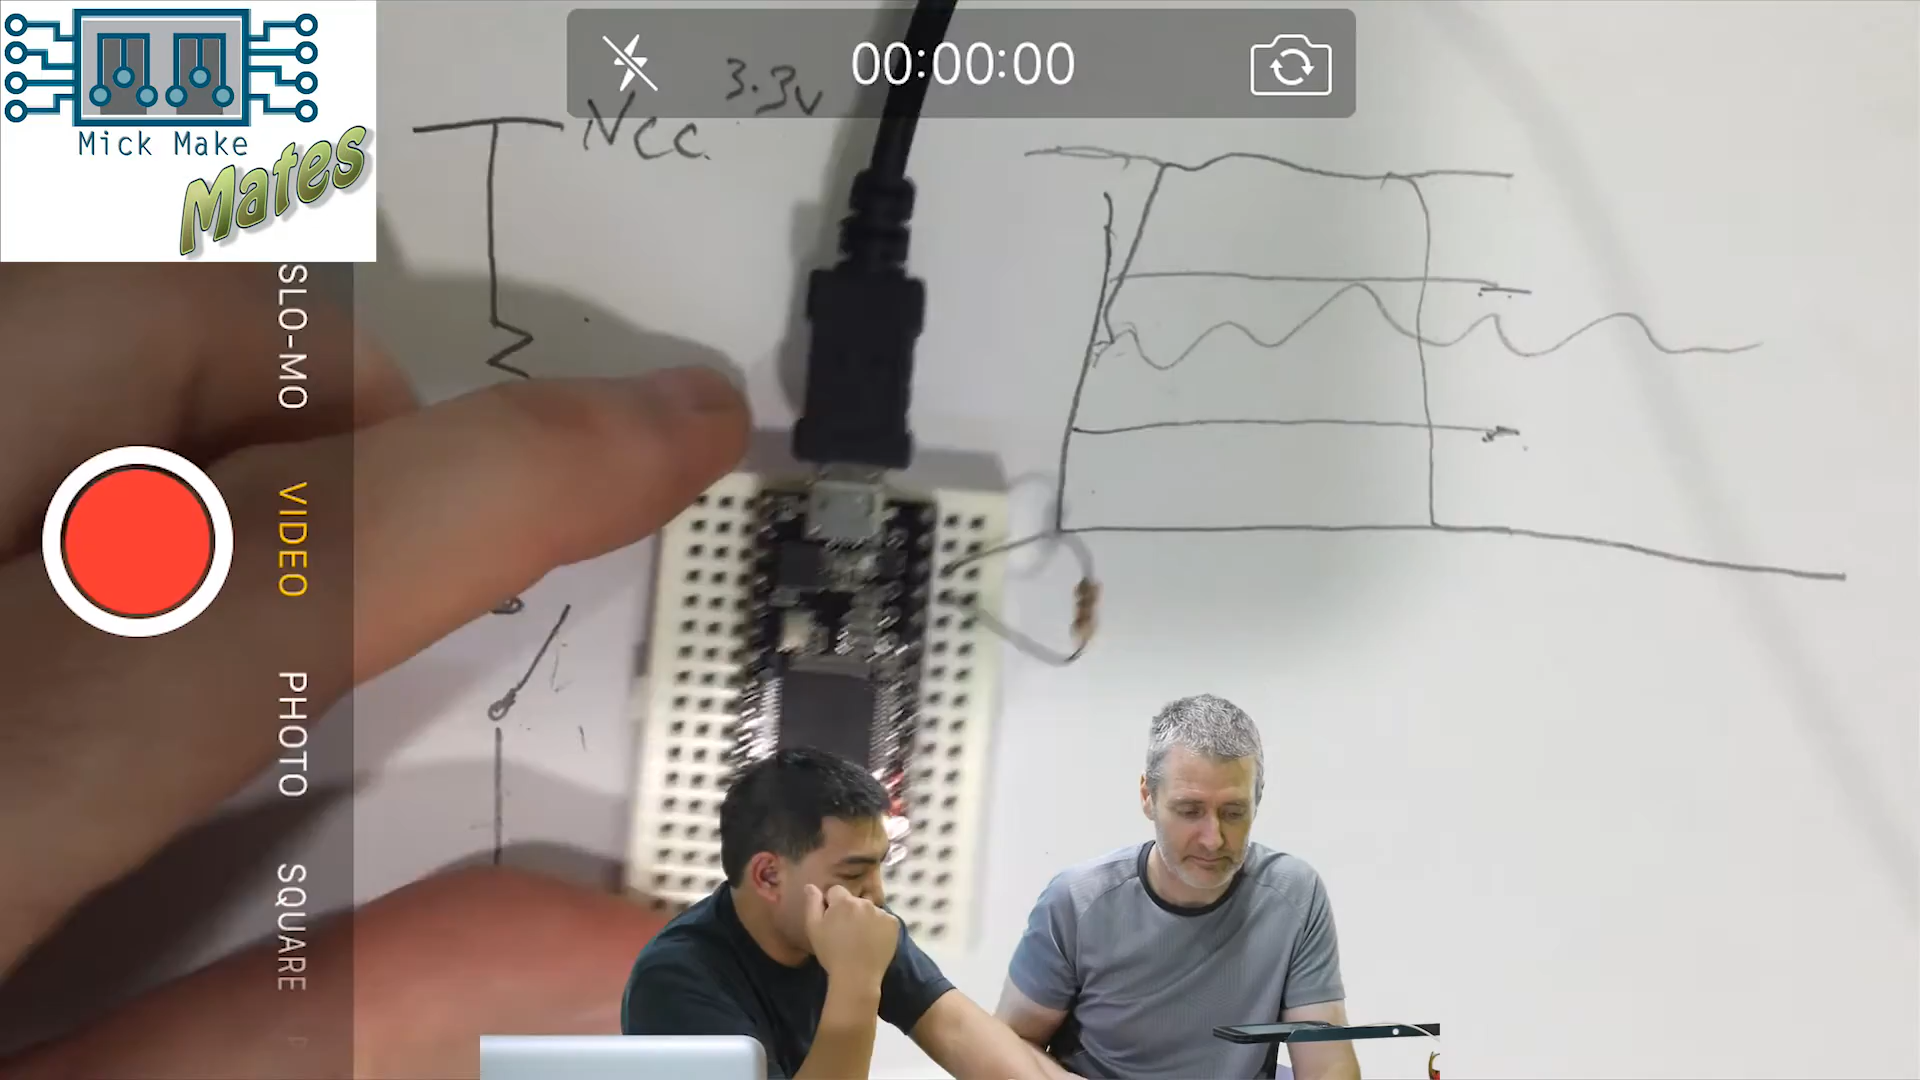 Mick Make
Mates
00:00:00
3.3v
Vcc
SLO-MO
VIDEO
PHOTO
SQUARE